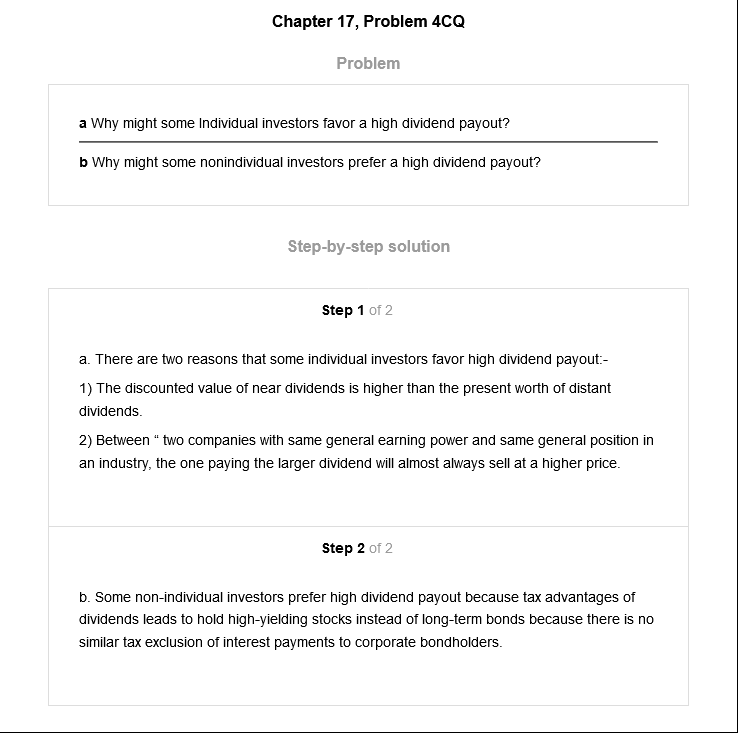 Chapter 17, Problem 4CQ
Problem
a Why might some Individual investors favor a high dividend payout?
b Why might some nonindividual investors prefer a high dividend payout?
Step-by-step solution
Step 1 of 2
a. There are two reasons that some individual investors favor high dividend payout:-
1) The discounted value of near dividends is higher than the present worth of distant
dividends.
2) Between “ two companies with same general earning power and same general position in
an industry, the one paying the larger dividend will almost always sell at a higher price.
Step 2 of 2
b. Some non-individual investors prefer high dividend payout because tax advantages of
dividends leads to hold high-yielding stocks instead of long-term bonds because there is no
similar tax exclusion of interest payments to corporate bondholders.